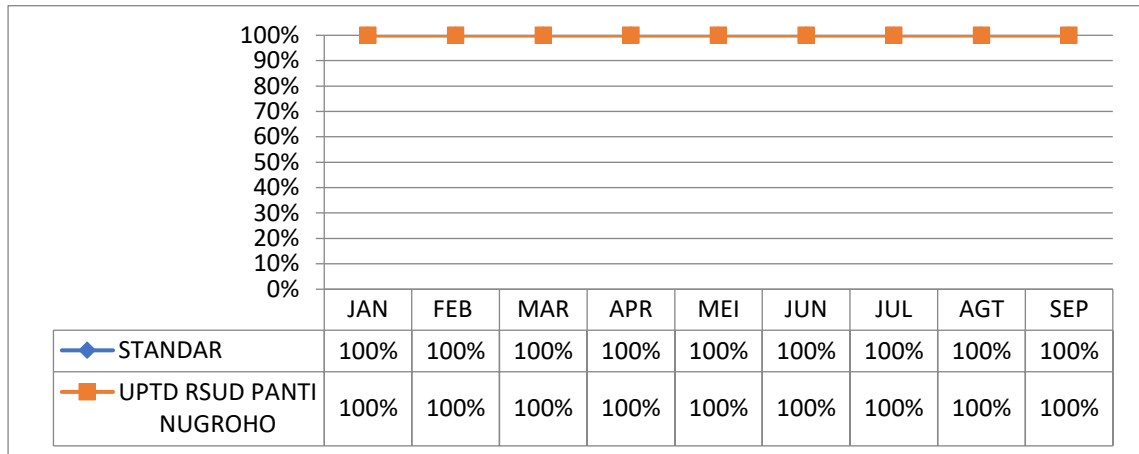 100%
90%
80%
70%
60%
50%
40%
30%
20%
10%
0%
JAN FEB MAR APR MEI JUN JUL AGT SEP
STANDAR 100% 100% 100% 100% 100% 100% 100% 100% 100%
UPTD RSUD PANTI
NUGROHO 100% 100% 100% 100% 100% 100% 100% 100% 100%